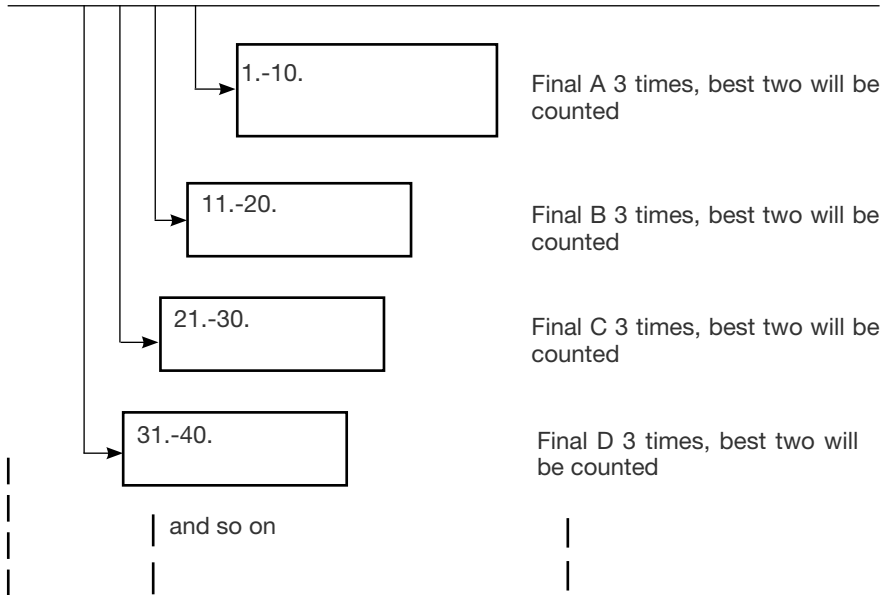 1.-10.
Final A 3 times, best two will be
counted
11.-20.
Final B 3 times, best two will be
counted
21.-30.
Final C 3 times, best two will be
counted
31.-40.
Final D 3 times, best two will
be counted
and so on